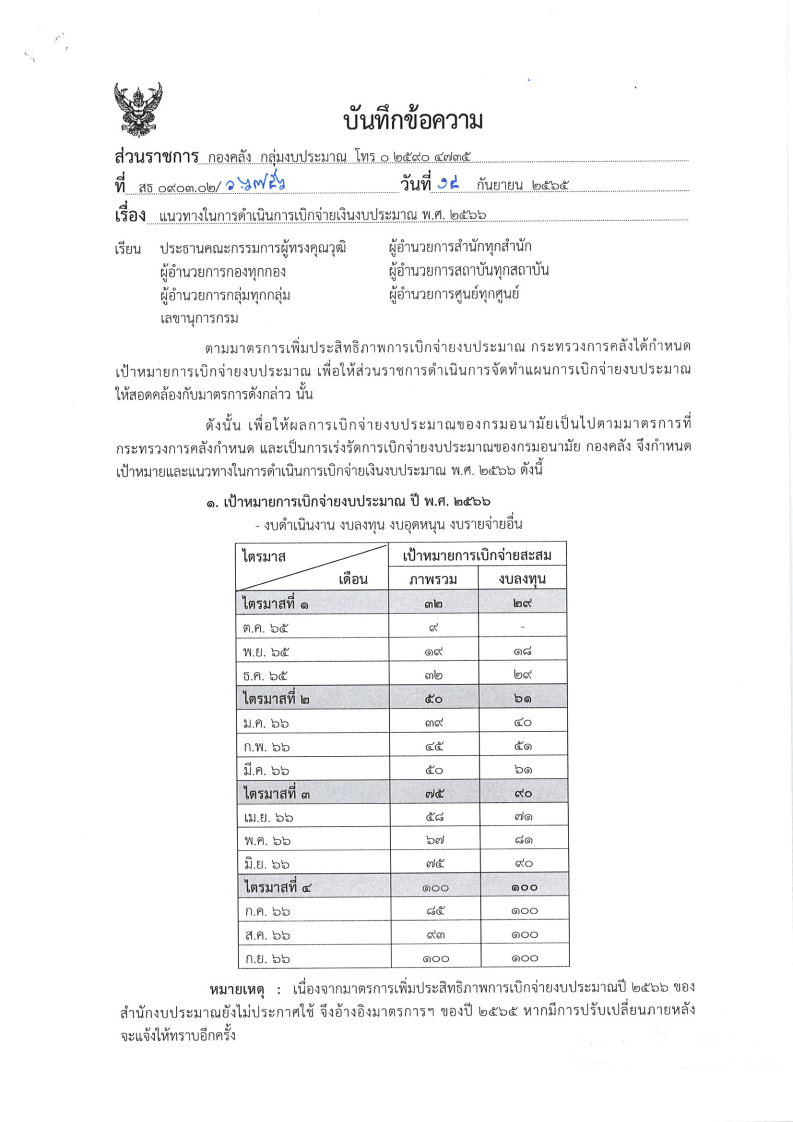 บันทึกข้อความ
ส่วนราชการ กองคลัง กลุ่มงบประมาณ โทร ๐ ๒๕๙๐ ๔๗๓๕
ที่ สธ ๐๙๐๓.๐๒/ วันที่ กันยายน ๒๕๖๕
เรื่อง แนวทางในการดำเนินการเบิกจ่ายเงินงบประมาณ พ.ศ. ๒๕๖๖
เรียน ประธานคณะกรรมการผู้ทรงคุณวุฒิ ผู้อำนวยการสำนักทุกสำนัก
ผู้อำนวยการกองทุกกอง ผู้อำนวยการสถาบันทุกสถาบัน
ผู้อำนวยการกลุ่มทุกกลุ่ม ผู้อำนวยการศูนย์ทุกศูนย์
เลขานุการกรม
ตามมาตรการเพิ่มประสิทธิภาพการเบิกจ่ายงบประมาณ กระทรวงการคลังได้กำหนด
เป้าหมายการเบิกจ่ายงบประมาณ เพื่อให้ส่วนราชการดำเนินการจัดทำแผนการเบิกจ่ายงบประมาณ
ให้สอดคล้องกับมาตรการดังกล่าว นั้น
ดังนั้น เพื่อให้ผลการเบิกจ่ายงบประมาณของกรมอนามัยเป็นไปตามมาตรการที่
กระทรวงการคลังกำหนด และเป็นการเร่งรัดการเบิกจ่ายงบประมาณของกรมอนามัย กองคลัง จึงกำหนด
เป้าหมายและแนวทางในการดำเนินการเบิกจ่ายเงินงบประมาณ พ.ศ. ๒๕๖๖ ดังนี้
๑. เป้าหมายการเบิกจ่ายงบประมาณ ปี พ.ศ. ๒๕๖๖
- งบดำเนินงาน งบลงทุน งบอุดหนุน งบรายจ่ายอื่น
ไตรมาส เป้าหมายการเบิกจ่ายสะสม
เดือน ภาพรวม งบลงทุน
ไตรมาสที่ ๑ ๓๒ ๒๙
ต.ค. ๖๕ ๙ -
พ.ย. ๖๕ ๑๙ ๑๘
ธ.ค. ๖๕ ๓๒ ๒๙
ไตรมาสที่ ๒ ๕๐ ๖๑
ม.ค. ๖๖ ๓๙ ๔๐
ก.พ. ๖๖ ๔๕ ๕๑
มี.ค. ๖๖ ๕๐ ๖๑
ไตรมาสที่ ๓ ๗๕ ๙๐
เม.ย. ๖๖ ๕๘ ๗๑
พ.ค. ๖๖ ๖๗ ๘๑
มิ.ย. ๖๖ ๗๕ ๙๐
ไตรมาสที่ ๔ ๑๐๐ ๑๐๐
ก.ค. ๖๖ ๘๕ ๑๐๐
ส.ค. ๖๖ ๙๓ ๑๐๐
ก.ย. ๖๖ ๑๐๐ ๑๐๐
หมายเหตุ : เนื่องจากมาตรการเพิ่มประสิทธิภาพการเบิกจ่ายงบประมาณปี ๒๕๖๖ ของ
สำนักงบประมาณยังไม่ประกาศใช้ จึงอ้างอิงมาตรการฯ ของปี ๒๕๖๕ หากมีการปรับเปลี่ยนภายหลัง
จะแจ้งให้ทราบอีกครั้ง